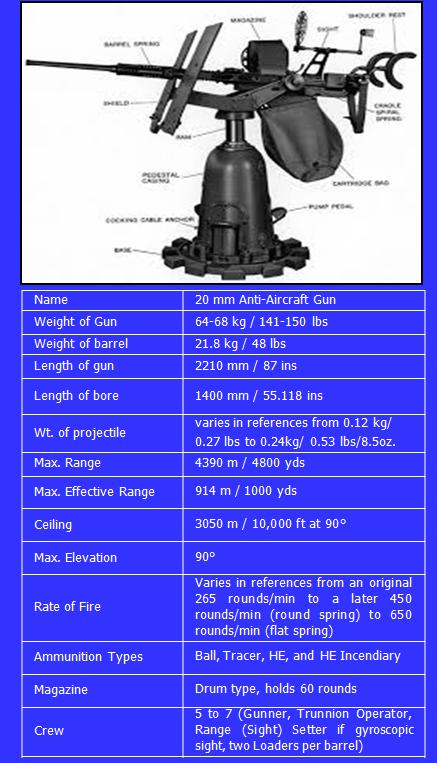 MAGAZINE
SHOULDER REST
SIGHT
BARREL SPRING
SHIELD
RAM
CRADLE
SPIRAL
SPRING.
PEDESTAL
CASING
CARTRIDGE BAG
PUMP PEDAL
COCKING CABLE ANCHOR
BASE
Name 20 mm Anti-Aircraft Gun
Weight of Gun 64-68 kg / 141-150 lbs
Weight of barrel 21.8 kg / 48 lbs
Length of gun 2210 mm / 87 ins
Length of bore 1400 mm / 55.118 ins
Wt. of projectile varies in references from 0.12 kg/
0.27 lbs to 0.24kg/ 0.53 lbs/8.5oz.
Max. Range 4390 m / 4800 yds
Max. Effective Range 914 m / 1000 yds
Ceiling 3050 m / 10,000 ft at 90º
Max. Elevation 90º
Rate of Fire Varies in references from an original
265 rounds/min to a later 450
rounds/min (round spring) to 650
rounds/min (flat spring)
Ammunition Types Ball, Tracer, HE, and HE Incendiary
Magazine Drum type, holds 60 rounds
Crew 5 to 7 (Gunner, Trunnion Operator,
Range (Sight) Setter if gyroscopic
sight, two Loaders per barrel)